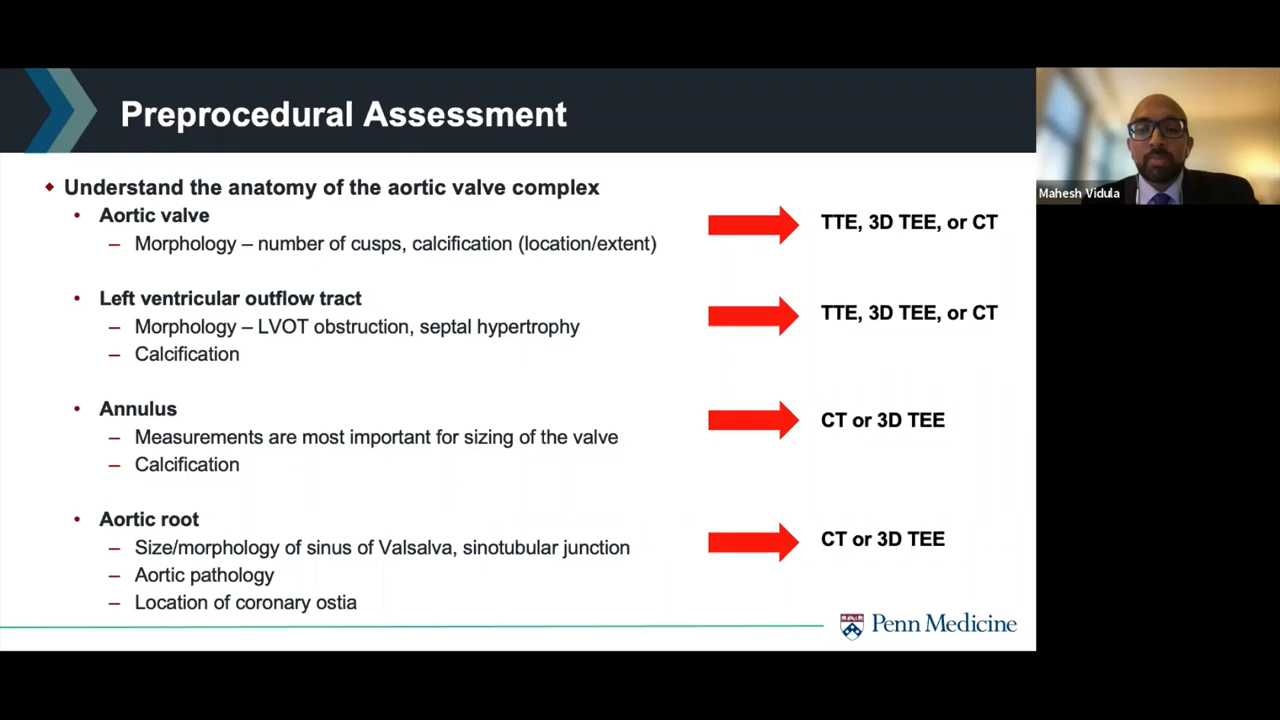 Preprocedural Assessment
Mahesh Vidula
◆ Understand the anatomy of the aortic valve complex
• Aortic valve
– Morphology – number of cusps, calcification (location/extent)
TTE, 3D TEE, or CT
• Left ventricular outflow tract
– Morphology – LVOT obstruction, septal hypertrophy
– Calcification
TTE, 3D TEE, or CT
• Annulus
– Measurements are most important for sizing of the valve
– Calcification
CT or 3D TEE
• Aortic root
– Size/morphology of sinus of Valsalva, sinotubular junction
– Aortic pathology
– Location of coronary ostia
CT or 3D TEE
Penn Medicine